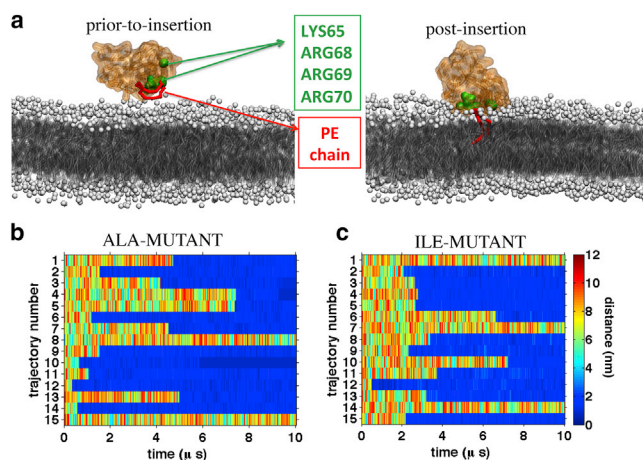 a
prior-to-insertion
LYS65
ARG68
ARG69
ARG70
PE
chain
post-insertion
b
ALA-MUTANT
trajectory number
1
2
3
4
5
6
7
8
9
10
11
12
13
14
15
0 2 4 6 8 10
time (μ s)
c
ILE-MUTANT
trajectory number
1
2
3
4
5
6
7
8
9
10
11
12
13
14
15
0 2 4 6 8 10
time (μ s)
12
10
8
6
4
2
0
distance (nm)